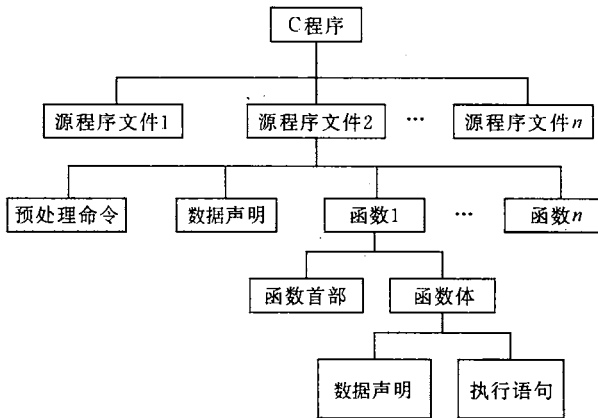 C程序
源程序文件1 源程序文件2 … 源程序文件n
预处理命令 数据声明 函数1 … 函数n
函数首部 函数体
数据声明 执行语句